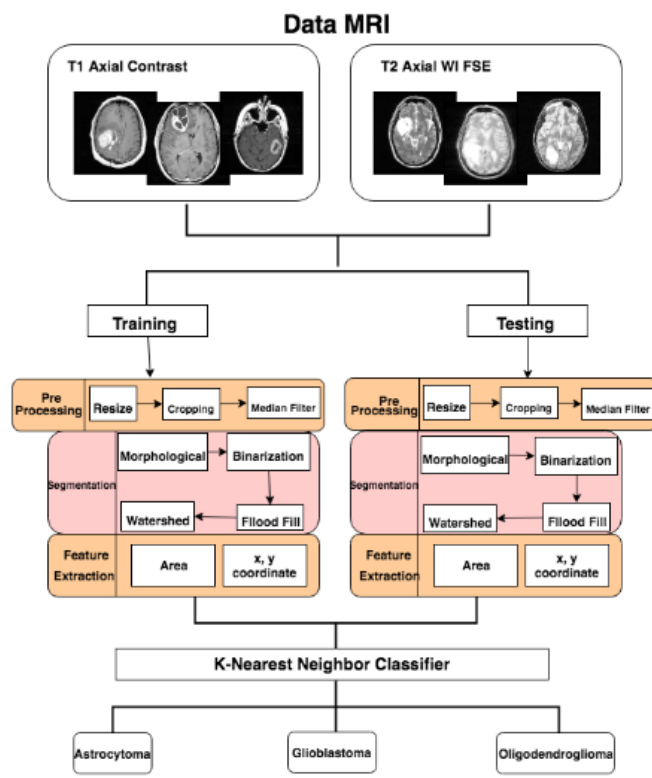 Data MRI
T1 Axial Contrast
T2 Axial WI FSE
Training
Testing
Pre
Processing
Resize
Cropping
Median Filter
Segmentation
Morphological
Binarization
Watershed
Fllood Fill
Feature
Extraction
Area
x, y
coordinate
Pre
Processing
Resize
Cropping
Median Filter
Segmentation
Morphological
Binarization
Watershed
Fllood Fill
Feature
Extraction
Area
x, y
coordinate
K-Nearest Neighbor Classifier
Astrocytoma
Glioblastoma
Oligodendroglioma